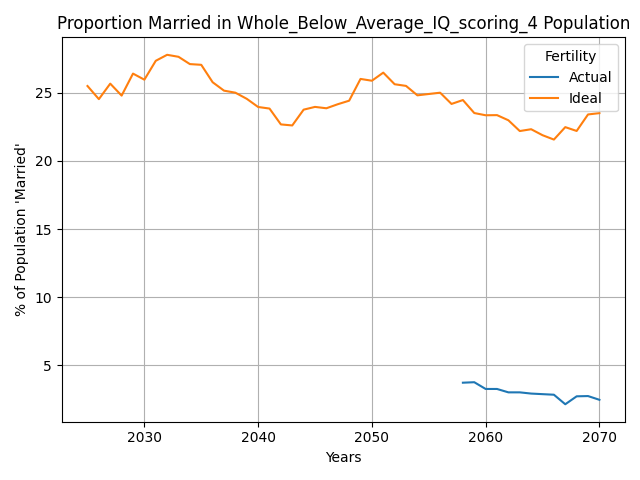 Proportion Married in Whole_Below_Average_IQ_scoring_4 Population
% of Population 'Married'
25
20
15
10
5
Fertility
Actual
Ideal
2030 2040 2050 2060 2070
Years